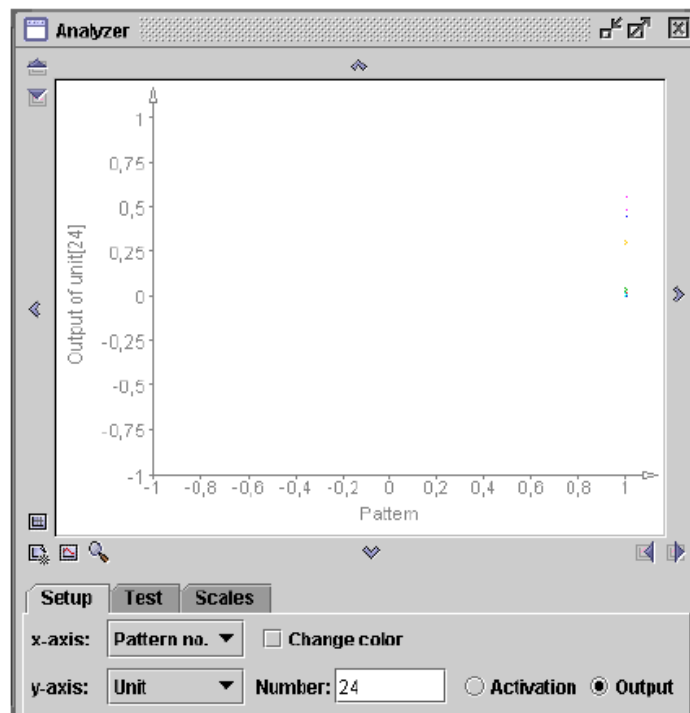 Analyzer
1
0,75
0,5
0,25
0
-0,25
-0,5
-0,75
-1
Output of unit[24]
-1 -0,8 -0,6 -0,4 -0,2 0 0,2 0,4 0,6 0,8 1
Pattern
Setup Test Scales
x-axis: Pattern no. Change color
y-axis: Unit Number: 24 Activation Output